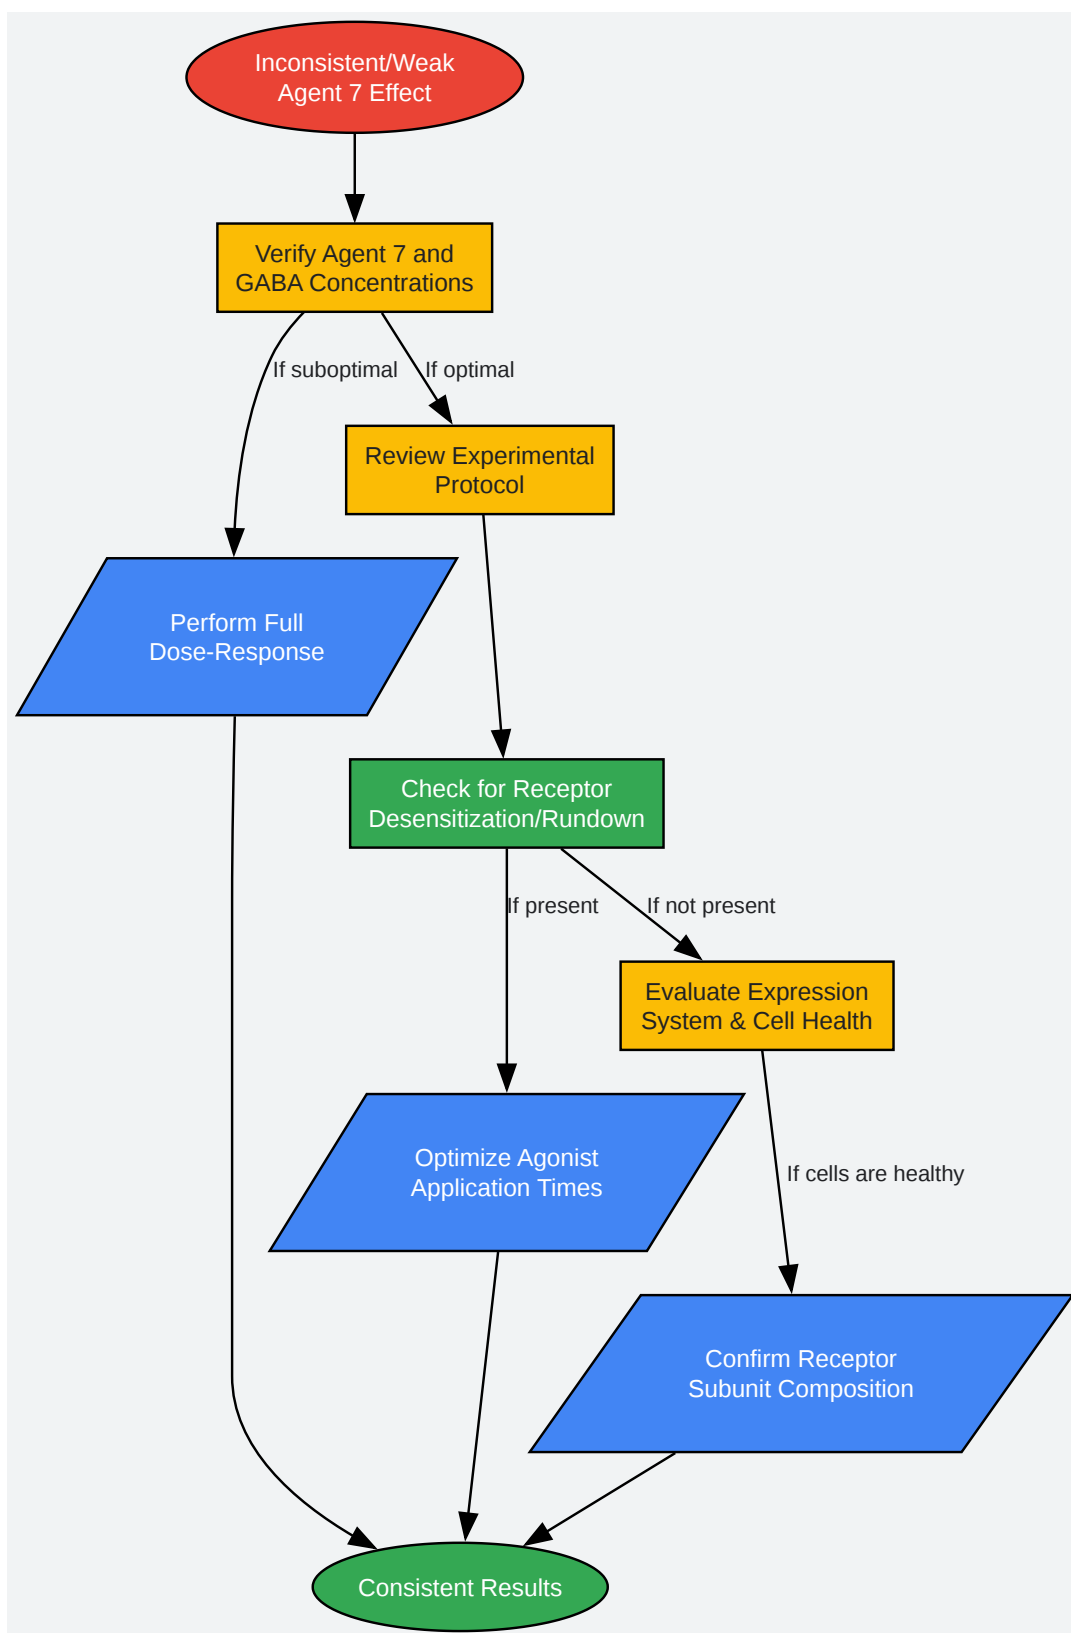 Inconsistent/Weak
Agent 7 Effect
Verify Agent 7 and
GABA Concentrations
If suboptimal
If optimal
Review Experimental
Protocol
Perform Full
Dose-Response
Check for Receptor
Desensitization/Rundown
If present
If not present
Evaluate Expression
System & Cell Health
Optimize Agonist
Application Times
If cells are healthy
Confirm Receptor
Subunit Composition
Consistent Results